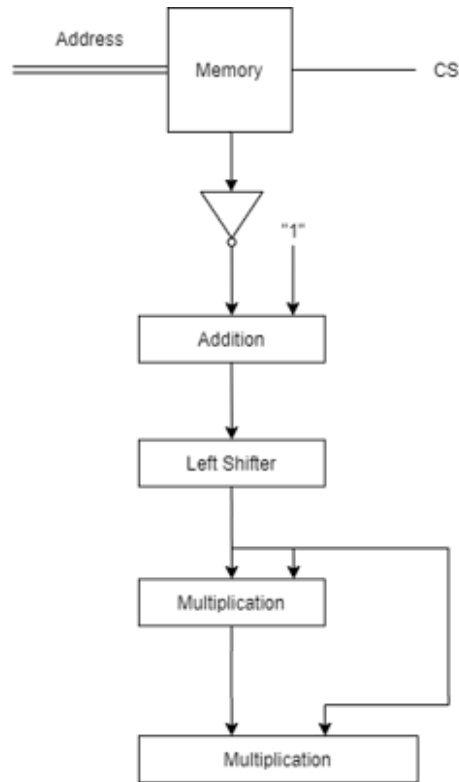 Address
Memory
CS
"1"
Addition
Left Shifter
Multiplication
Multiplication